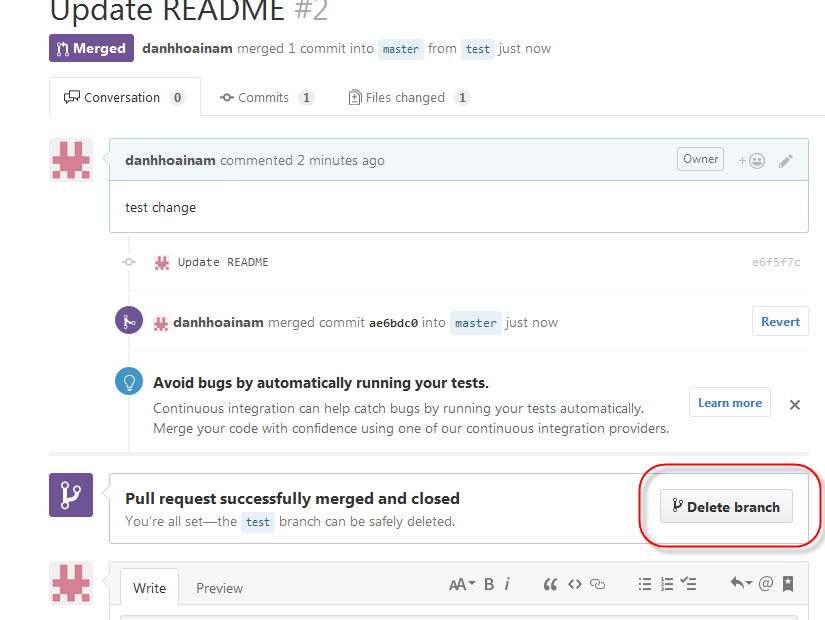 Update README #2
Merged danhhoainam merged 1 commit into master from test just now
Conversation 0 Commits 1 Files changed 1
danhhoainam commented 2 minutes ago Owner +
test change
Update README e6f5f7c
danhhoainam merged commit ae6bdc0 into master just now Revert
Avoid bugs by automatically running your tests.
Continuous integration can help catch bugs by running your tests automatically. Learn more
Merge your code with confidence using one of our continuous integration providers.
Pull request successfully merged and closed
Delete branch
You're all set—the test branch can be safely deleted.
Write Preview AA B i “ <> @